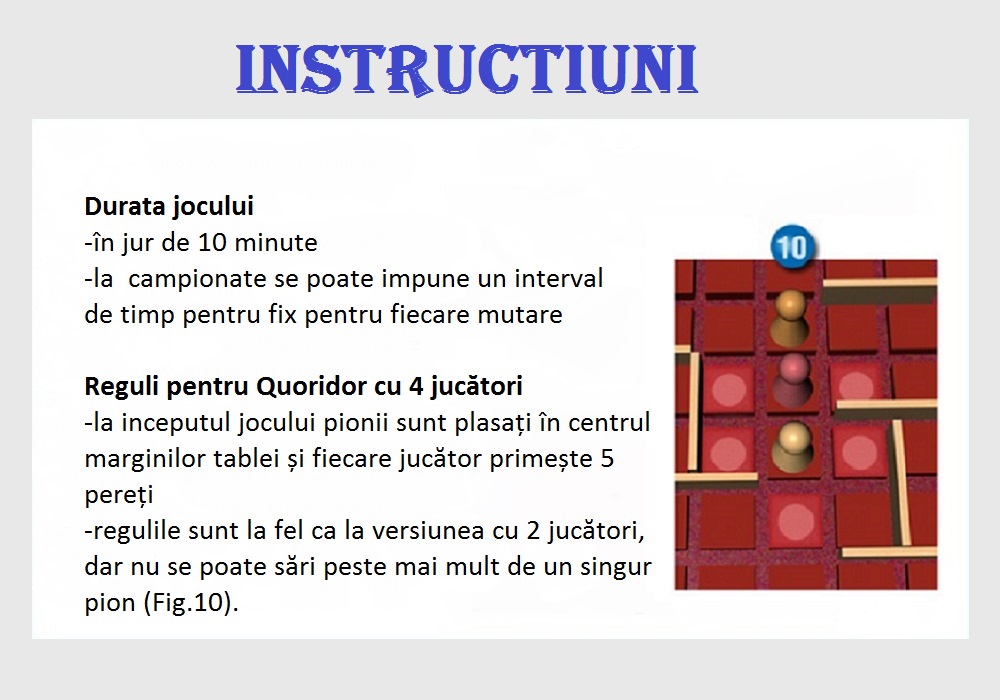 INSTRUCTIUNI
Durata jocului
-în jur de 10 minute
-la  campionate se poate impune un interval
de timp pentru fix pentru fiecare mutare
Reguli pentru Quoridor cu 4 jucători
-la inceputul jocului pionii sunt plasați în centrul
marginilor tablei și fiecare jucător primește 5
pereți
-regulile sunt la fel ca la versiunea cu 2 jucători,
dar nu se poate sări peste mai mult de un singur
pion (Fig.10).
10